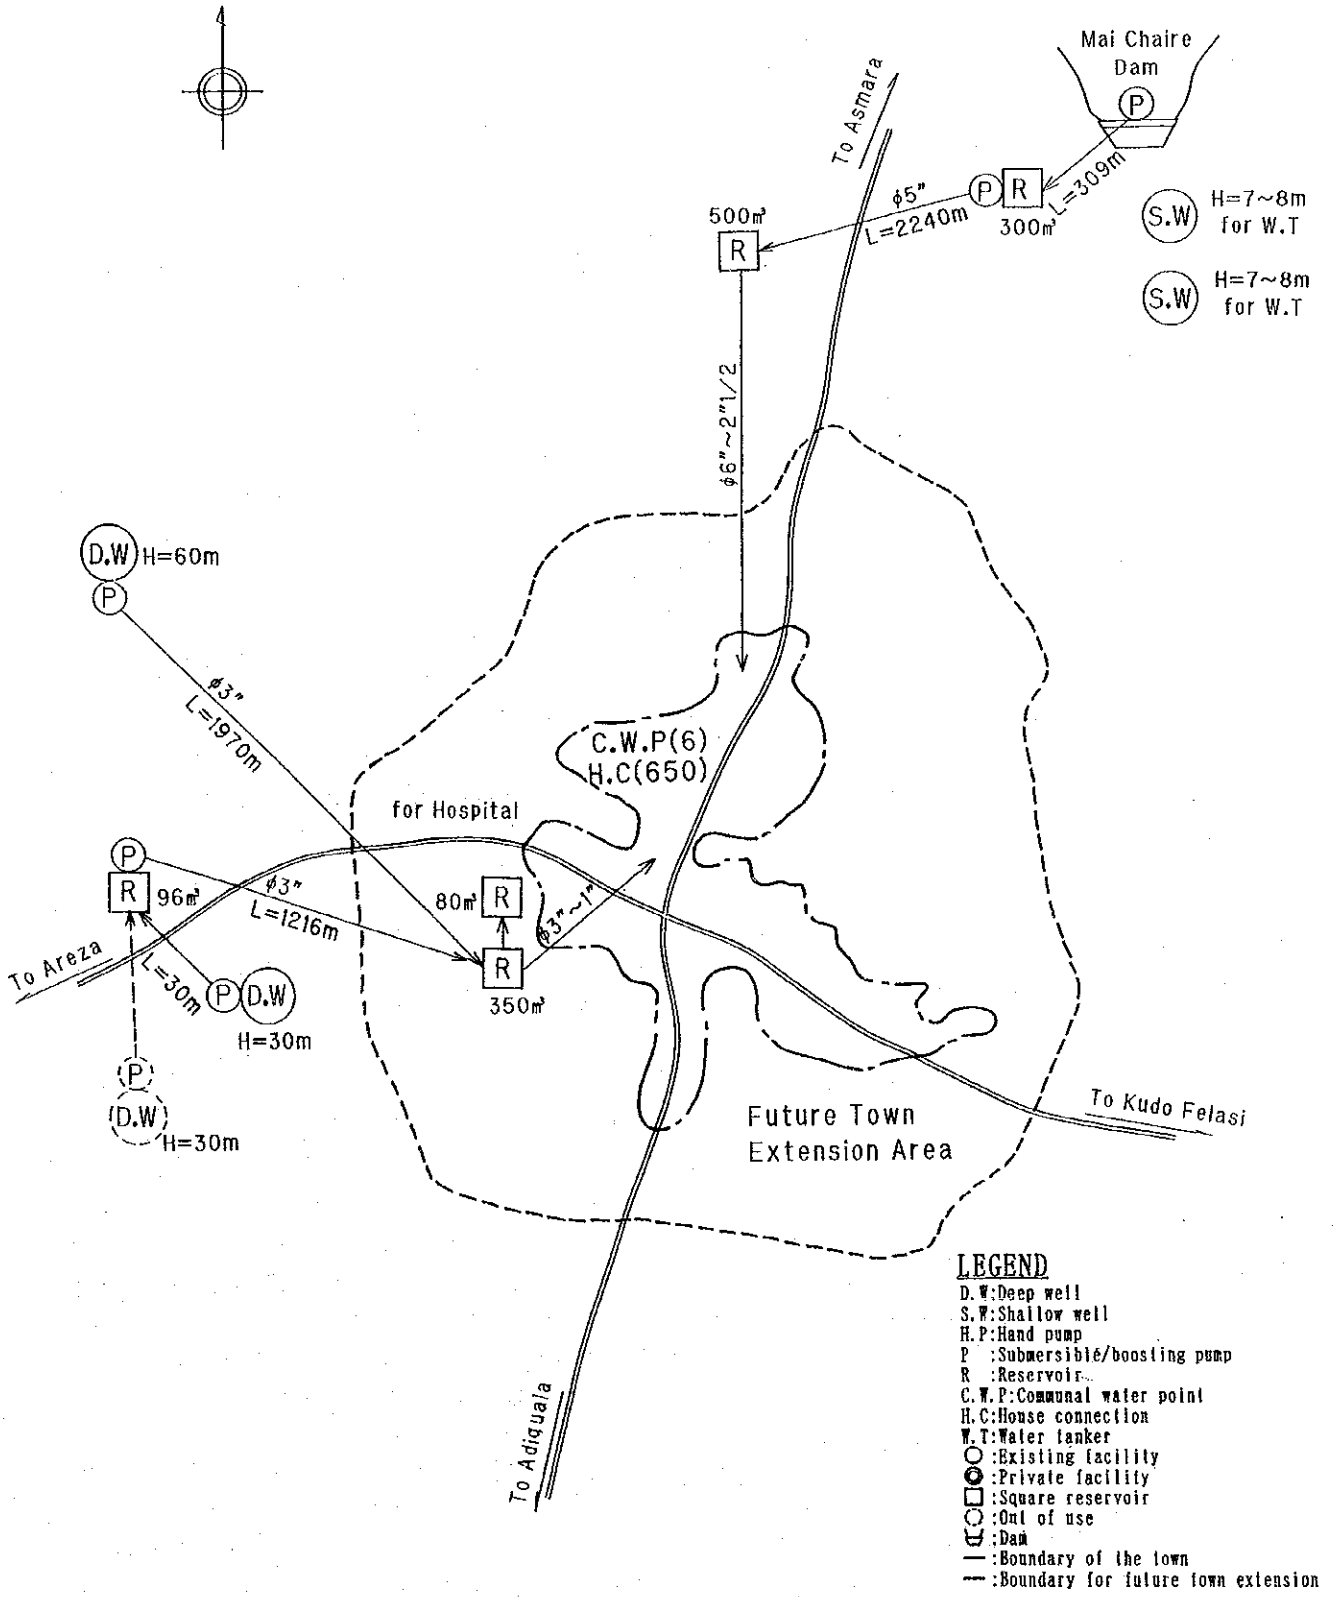 Mai Chaire
Dam
P
To Asmara
L=309m
P R
300㎥
φ5"
L=2240m
500㎥
R
S.W H=7~8m
for W.T
S.W H=7~8m
for W.T
φ6"~2"1/2
D.W H=60m
P
φ3"
L=1970m
C.W.P(6)
H.C(650)
for Hospital
P
R 96㎥
φ3"
L=1216m
80㎥ R
φ3"~1"
R
350㎥
To Areza
L=30m
P D.W
H=30m
P
D.W
H=30m
Future Town
Extension Area
To Kudo Felasi
To Adiquala
LEGEND
D.W:Deep well
S.W:Shallow well
H.P:Hand pump
P :Submersible/boosting pump
R :Reservoir
C.W.P:Communal water point
H.C:House connection
W.T:Water tanker
:Existing facility
:Private facility
:Square reservoir
:Out of use
:Dam
:Boundary of the town
:Boundary for future town extension